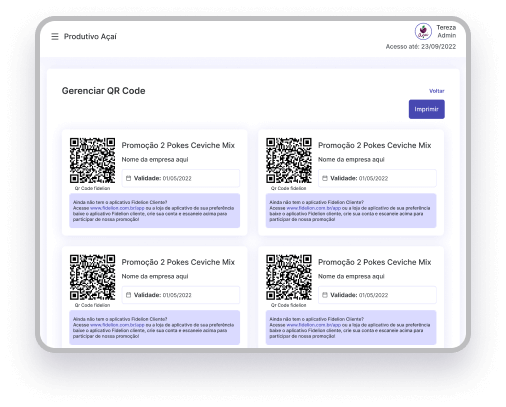 Produtivo Açaí
Tereza
Admin
Acesso até: 23/09/2022
Gerenciar QR Code
Voltar
Imprimir
Promoção 2 Pokes Ceviche Mix
Nome da empresa aqui
Validade: 01/05/2022
Qr Code fidelion
Ainda não tem o aplicativo Fidelion Cliente?
Acesse www.fidelion.com.br/app ou a loja de aplicativo de sua preferência
baixe o aplicativo Fidelion cliente, crie sua conta e escaneie acima para
participar de nossa promoção!
Promoção 2 Pokes Ceviche Mix
Nome da empresa aqui
Validade: 01/05/2022
Qr Code fidelion
Ainda não tem o aplicativo Fidelion Cliente?
Acesse www.fidelion.com.br/app ou a loja de aplicativo de sua preferência
baixe o aplicativo Fidelion cliente, crie sua conta e escaneie acima para
participar de nossa promoção!
Promoção 2 Pokes Ceviche Mix
Nome da empresa aqui
Validade: 01/05/2022
Qr Code fidelion
Ainda não tem o aplicativo Fidelion Cliente?
Acesse www.fidelion.com.br/app ou a loja de aplicativo de sua preferência
baixe o aplicativo Fidelion cliente, crie sua conta e escaneie acima para
participar de nossa promoção!
Promoção 2 Pokes Ceviche Mix
Nome da empresa aqui
Validade: 01/05/2022
Qr Code fidelion
Ainda não tem o aplicativo Fidelion Cliente?
Acesse www.fidelion.com.br/app ou a loja de aplicativo de sua preferência
baixe o aplicativo Fidelion cliente, crie sua conta e escaneie acima para
participar de nossa promoção!